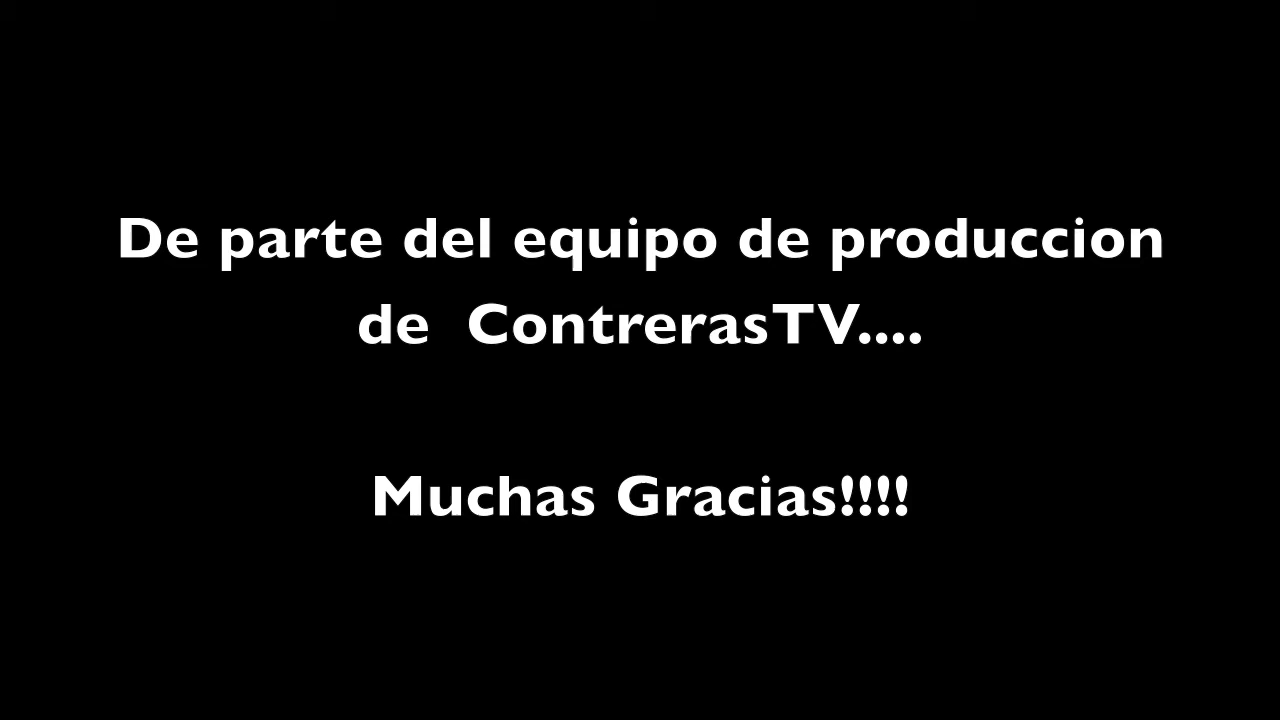 De parte del equipo de produccion
de  ContrerasTV....
Muchas Gracias!!!!